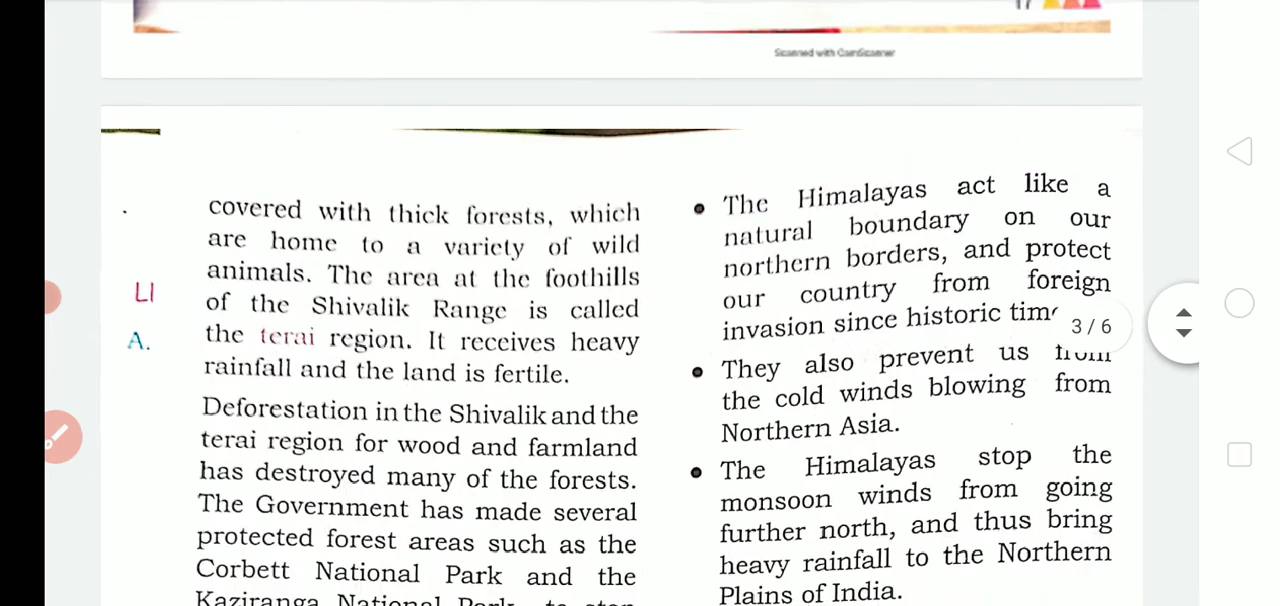 Scanned with CamScanner
covered with thick forests, which
are home to a variety of wild
animals. The area at the foothills
of the Shivalik Range is called
the terai region. It receives heavy
rainfall and the land is fertile.
Deforestation in the Shivalik and the
terai region for wood and farmland
has destroyed many of the forests.
The Government has made several
protected forest areas such as the
Corbett National Park and the
Kaziranga National Park, to stop
LI
A.
• The Himalayas act like a
natural boundary on our
northern borders, and protect
our country from foreign
invasion since historic
3 / 6
• They also prevent us from
the cold winds blowing from
Northern Asia.
• The Himalayas stop the
monsoon winds from going
further north, and thus bring
heavy rainfall to the Northern
Plains of India.